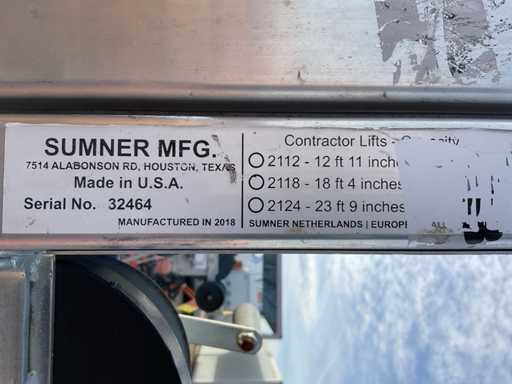 SUMNER MFG.
7514 ALABONSON RD, HOUSTON, TEXAS
Made in U.S.A.
Serial No. 32464
MANUFACTURED IN 2018
Contractor Lifts -
2112 - 12 ft 11 inche
2118 - 18 ft 4 inches
2124 - 23 ft 9 inches
SUMNER NETHERLANDS | EUROPE